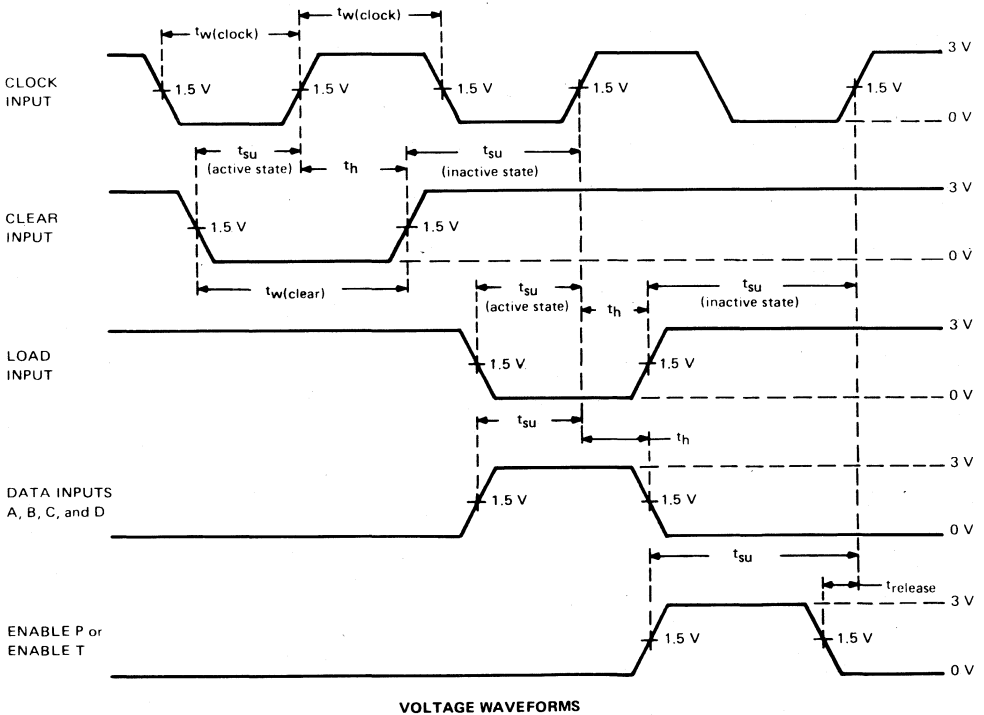 tw(clock)
tw(clock)
3 V
CLOCK
INPUT
1.5 V
1.5 V
1.5 V
1.5 V
1.5 V
0 V
tsu
(active state)
th
tsu
(inactive state)
3 V
CLEAR
INPUT
1.5 V
1.5 V
0 V
tw(clear)
tsu
(active state)
th
tsu
(inactive state)
3 V
LOAD
INPUT
1.5 V
1.5 V
0 V
tsu
th
3 V
DATA INPUTS
A, B, C, and D
1.5 V
1.5 V
0 V
tsu
trelease
3 V
ENABLE P or
ENABLE T
1.5 V
1.5 V
0 V
VOLTAGE WAVEFORMS